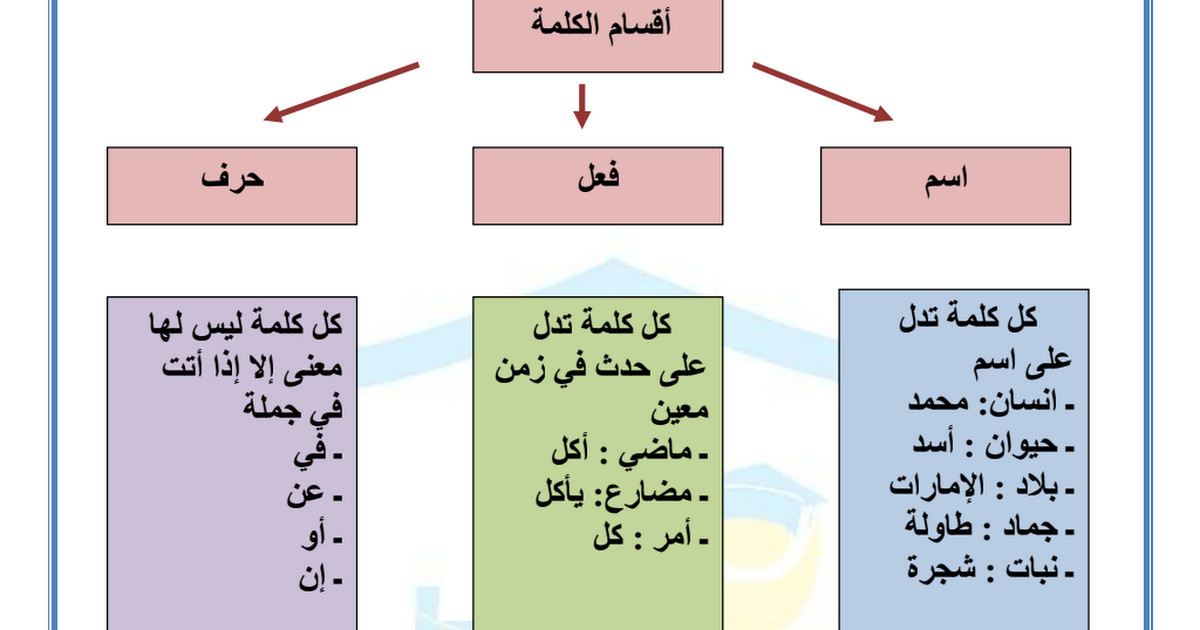 أقسام الكلمة
اسم
فعل
حرف
كل كلمة تدل
على اسم
ـ انسان: محمد
ـ حيوان : أسد
ـ بلاد : الإمارات
ـ جماد : طاولة
ـ نبات : شجرة
كل كلمة تدل
على حدث في زمن
معين
ـ ماضي : أكل
ـ مضارع: يأكل
ـ أمر : كل
كل كلمة ليس لها
معنى إلا إذا أتت
في جملة
ـ في
ـ عن
ـ أو
ـ إن